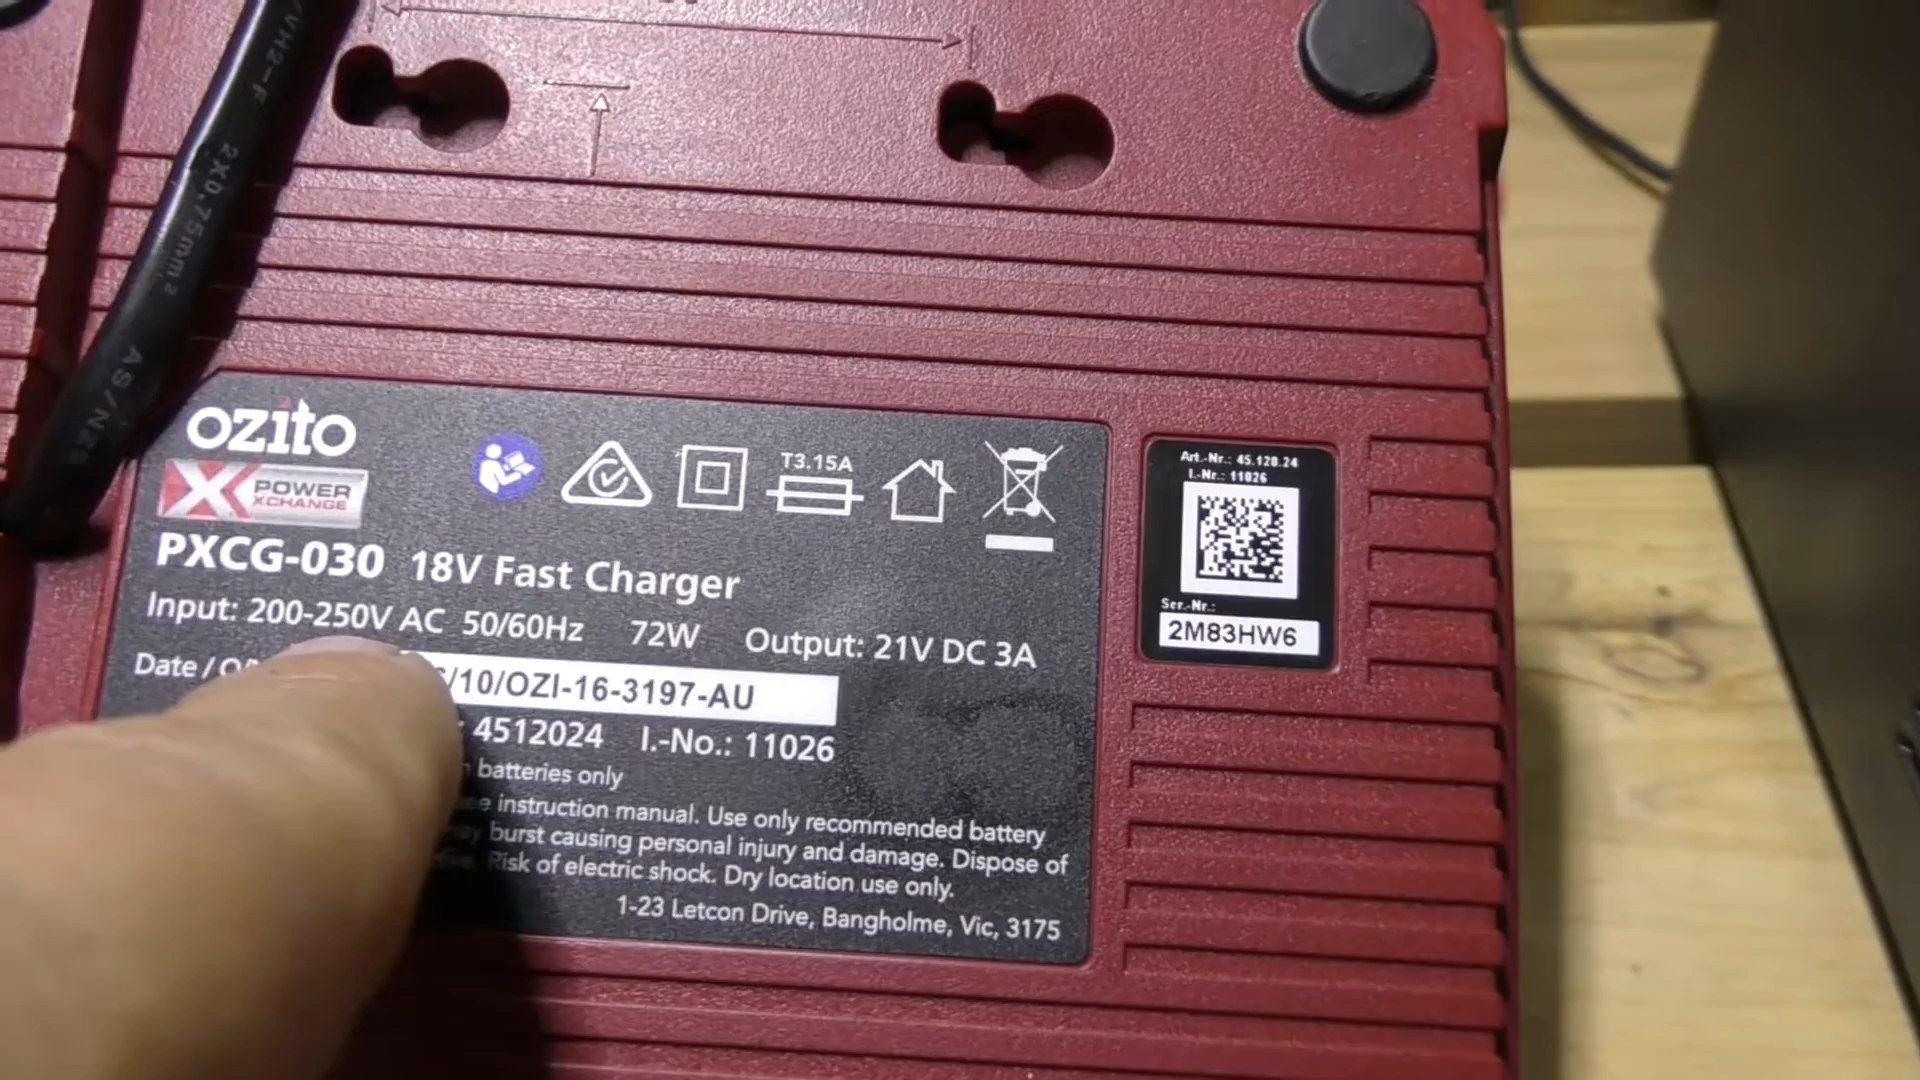 VH2-F 2X0.75mm²
AS/NZS
ozito
X POWER
XCHANGE
T3.15A
PXCG-030 18V Fast Charger
Input: 200-250V AC 50/60Hz 72W Output: 21V DC 3A
Date /
/10/OZI-16-3197-AU
: 4512024 I.-No.: 11026
batteries only
instruction manual. Use only recommended battery
burst causing personal injury and damage. Dispose of
Risk of electric shock. Dry location use only.
1-23 Letcon Drive, Bangholme, Vic, 3175
Art.-Nr.: 45.120.24
I.-Nr.: 11026
Ser.-Nr.:
2M83HW6